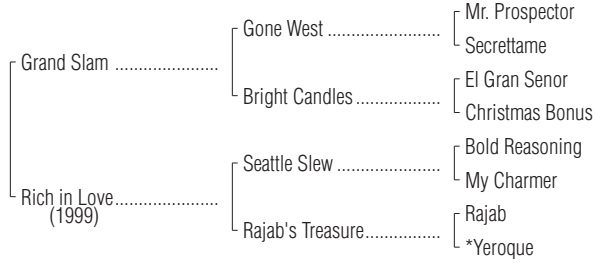 Mr. Prospector
Gone West ........................
Secrettame
Grand Slam ......................
El Gran Senor
Bright Candles ..................
Christmas Bonus
Bold Reasoning
Seattle Slew ......................
My Charmer
Rich in Love......................
(1999)
Rajab
Rajab's Treasure................
*Yeroque